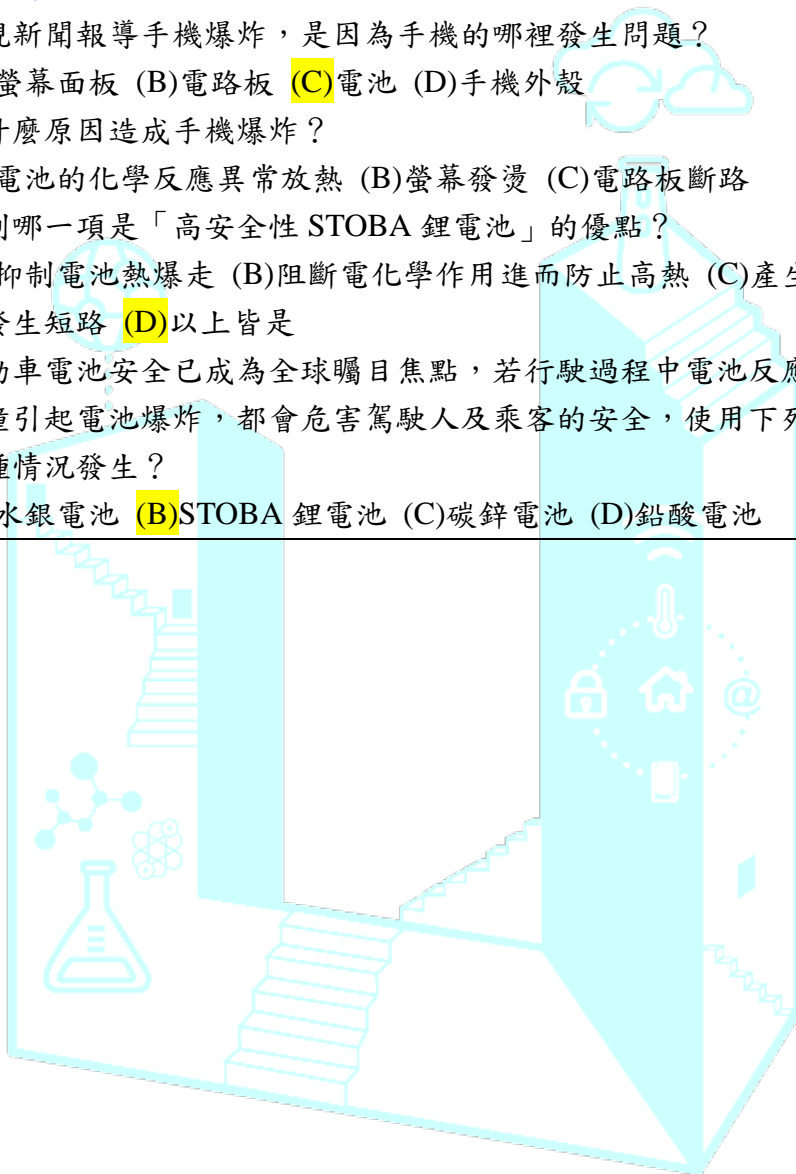 見新聞報導手機爆炸，是因為手機的哪裡發生問題？
螢幕面板 (B)電路板 (C)電池 (D)手機外殼
什麼原因造成手機爆炸？
電池的化學反應異常放熱 (B)螢幕發燙 (C)電路板斷路
列哪一項是「高安全性 STOBA 鋰電池」的優點？
抑制電池熱爆走 (B)阻斷電化學作用進而防止高熱 (C)產生
發生短路 (D)以上皆是
動車電池安全已成為全球矚目焦點，若行駛過程中電池反應
撞引起電池爆炸，都會危害駕駛人及乘客的安全，使用下列
種情況發生？
水銀電池 (B)STOBA 鋰電池 (C)碳鋅電池 (D)鉛酸電池
@